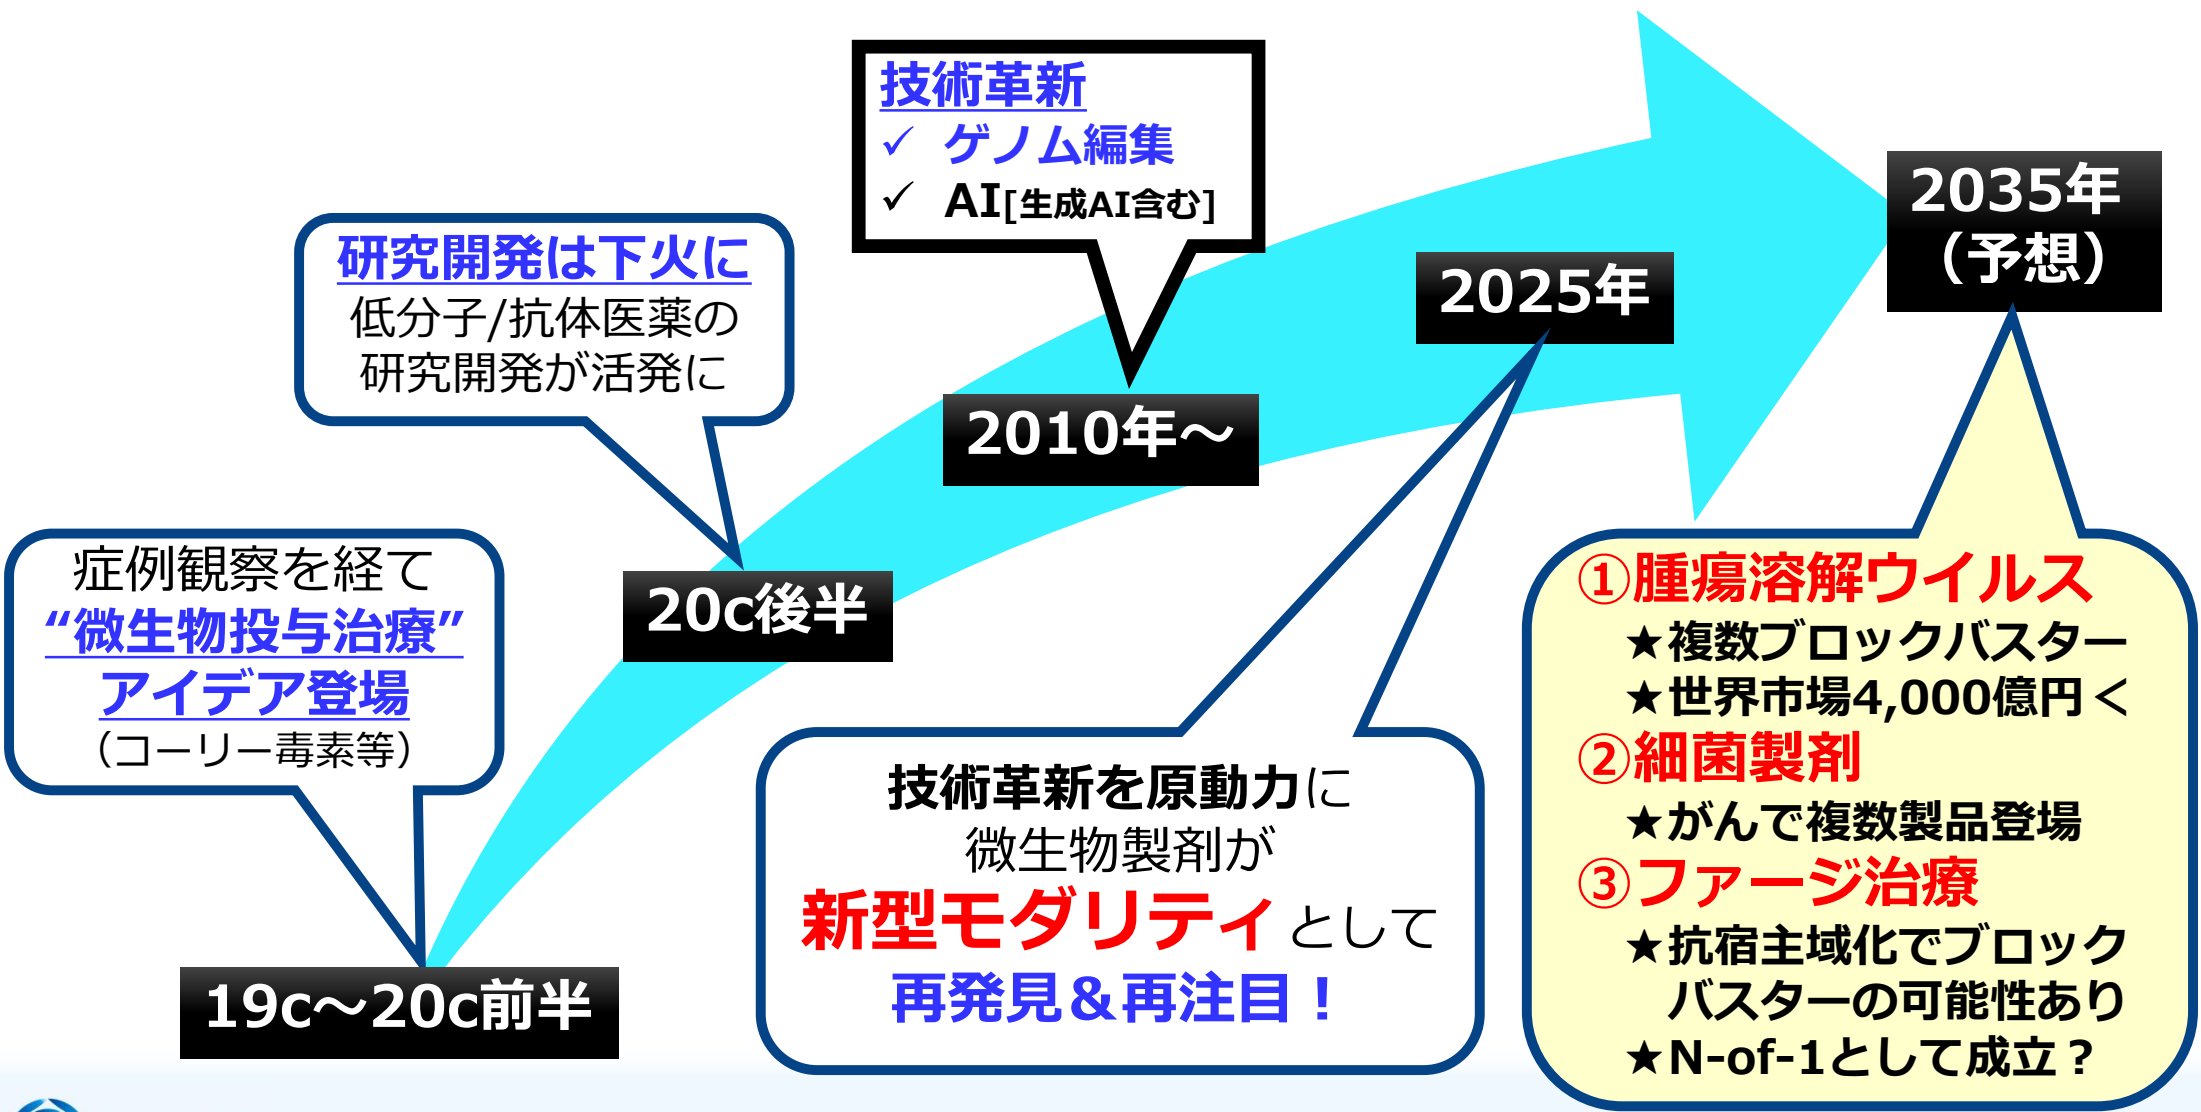 技術革新
✓ ゲノム編集
✓ AI[生成AI含む]
2035年
（予想）
研究開発は下火に
低分子/抗体医薬の
研究開発が活発に
2025年
2010年～
症例観察を経て
“微生物投与治療”
アイデア登場
（コーリー毒素等）
20c後半
19c～20c前半
技術革新を原動力に
微生物製剤が
新型モダリティとして
再発見＆再注目！
①腫瘍溶解ウイルス
★複数ブロックバスター
★世界市場4,000億円＜
②細菌製剤
★がんで複数製品登場
③ファージ治療
★抗宿主域化でブロック
バスターの可能性あり
★N-of-1として成立？